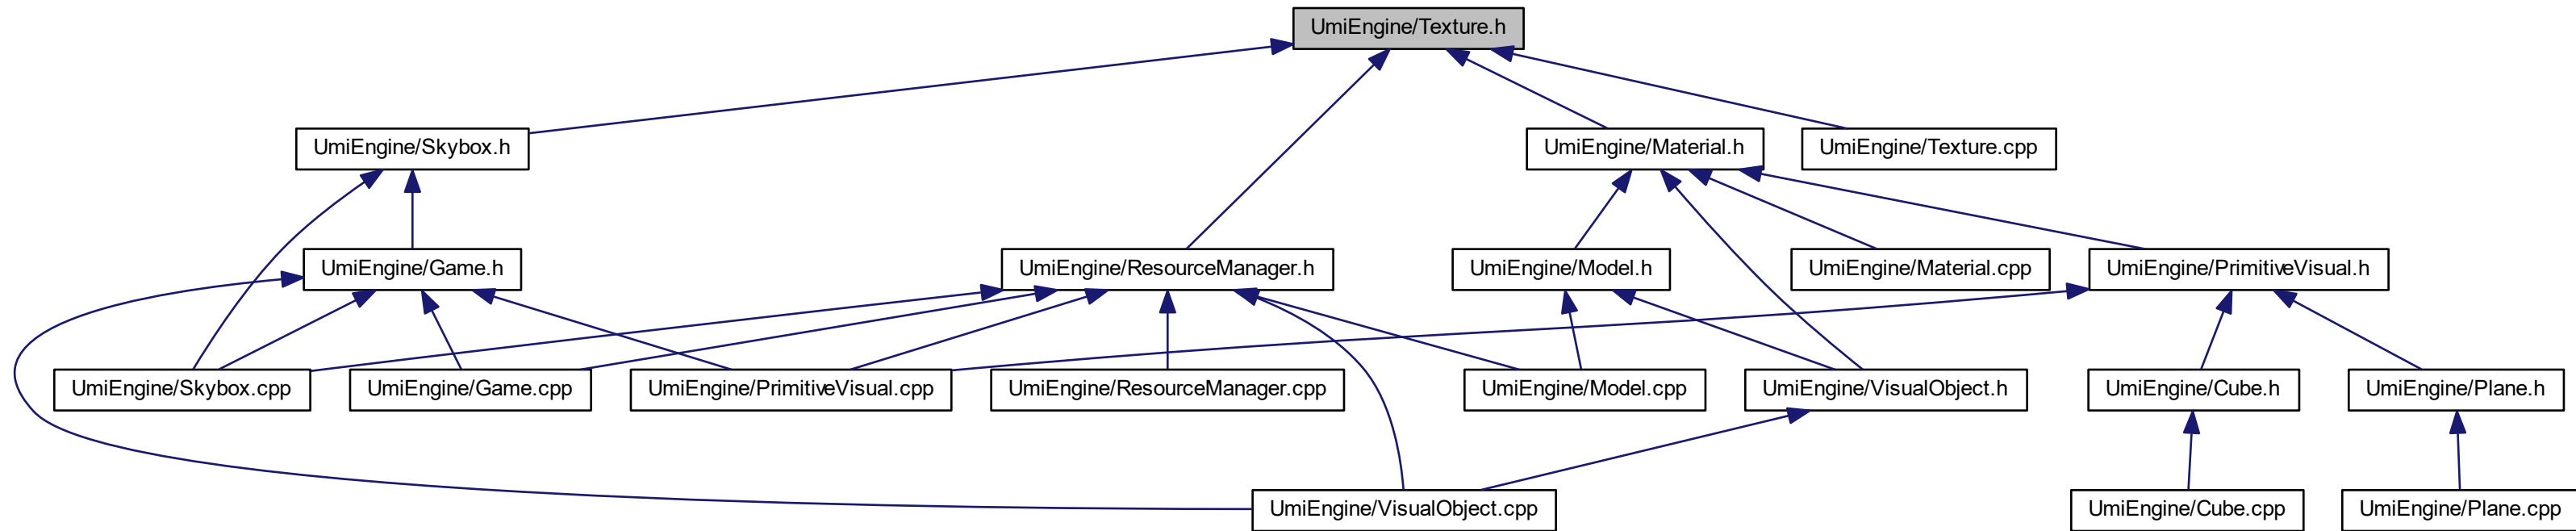 UmiEngine/Texture.h
UmiEngine/Skybox.h
UmiEngine/Material.h
UmiEngine/Texture.cpp
UmiEngine/Game.h
UmiEngine/ResourceManager.h
UmiEngine/Model.h
UmiEngine/Material.cpp
UmiEngine/PrimitiveVisual.h
UmiEngine/Skybox.cpp
UmiEngine/Game.cpp
UmiEngine/PrimitiveVisual.cpp
UmiEngine/ResourceManager.cpp
UmiEngine/Model.cpp
UmiEngine/VisualObject.h
UmiEngine/Cube.h
UmiEngine/Plane.h
UmiEngine/VisualObject.cpp
UmiEngine/Cube.cpp
UmiEngine/Plane.cpp